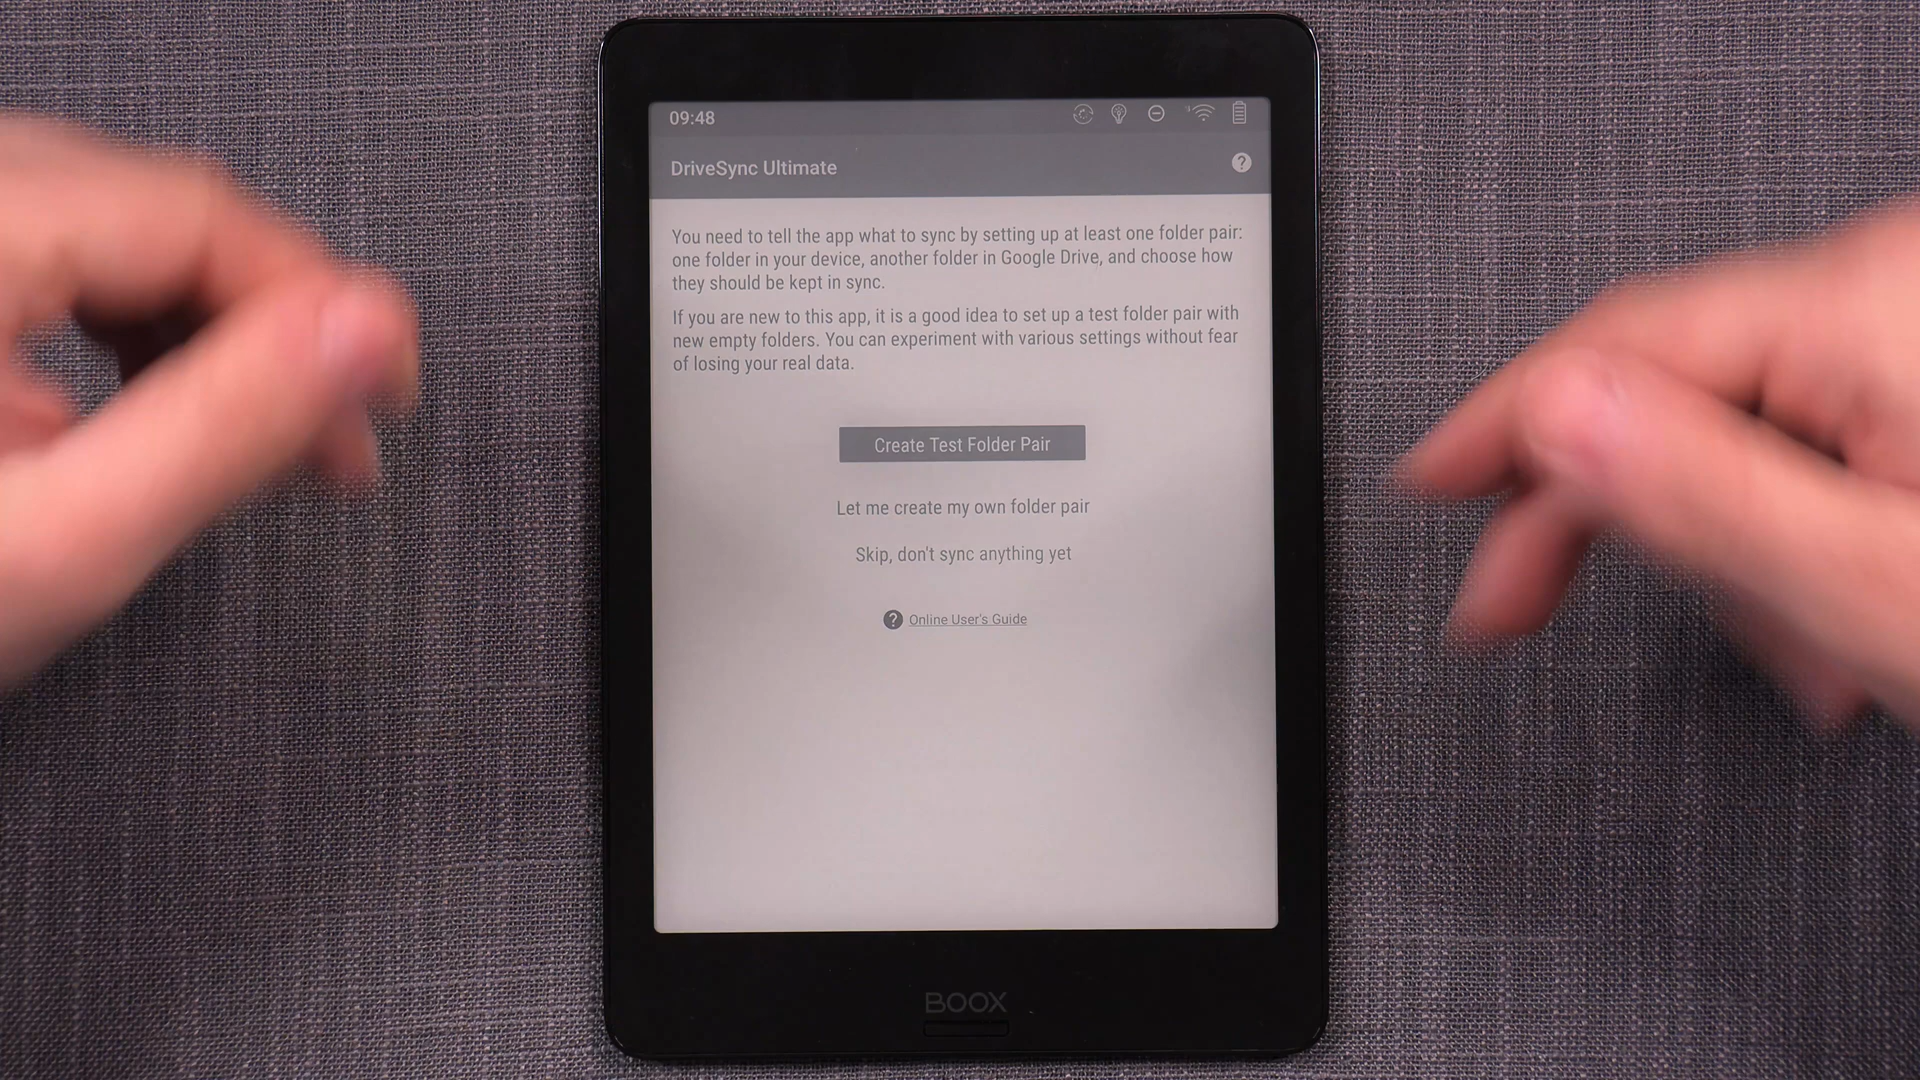 09:48
DriveSync Ultimate
You need to tell the app what to sync by setting up at least one folder pair:
one folder in your device, another folder in Google Drive, and choose how
they should be kept in sync.
If you are new to this app, it is a good idea to set up a test folder pair with
new empty folders. You can experiment with various settings without fear
of losing your real data.
Create Test Folder Pair
Let me create my own folder pair
Skip, don't sync anything yet
? Online User's Guide
BOOX